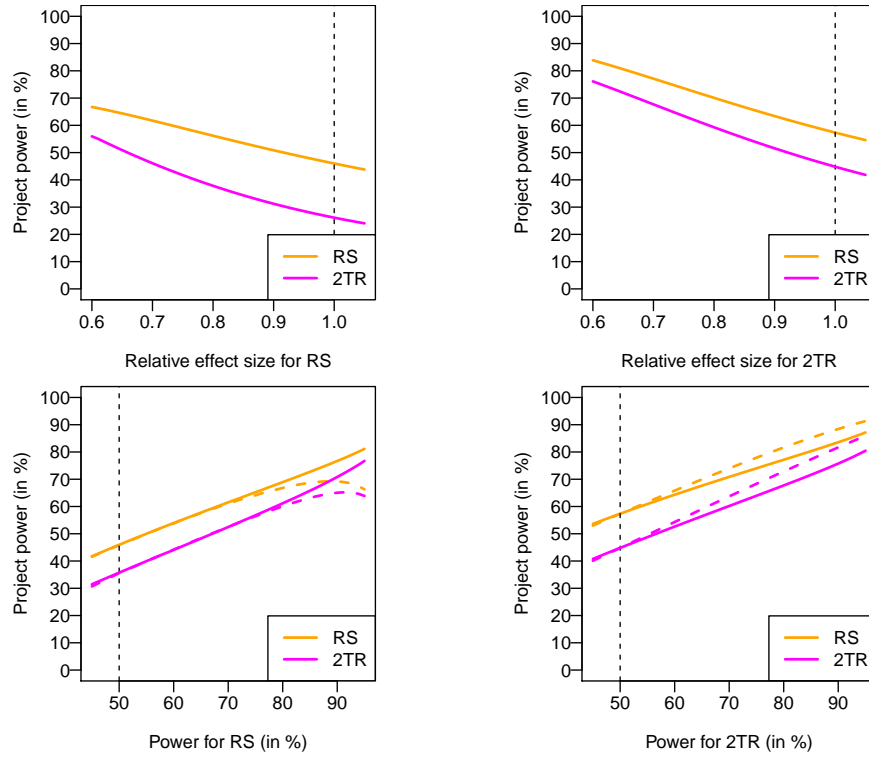 Project power (in %)
100
90
80
70
60
50
40
30
20
10
0
RS
2TR
0.6 0.7 0.8 0.9 1.0
Relative effect size for RS
Project power (in %)
100
90
80
70
60
50
40
30
20
10
0
RS
2TR
0.6 0.7 0.8 0.9 1.0
Relative effect size for 2TR
Project power (in %)
100
90
80
70
60
50
40
30
20
10
0
RS
2TR
50 60 70 80 90
Power for RS (in %)
Project power (in %)
100
90
80
70
60
50
40
30
20
10
0
RS
2TR
50 60 70 80 90
Power for 2TR (in %)